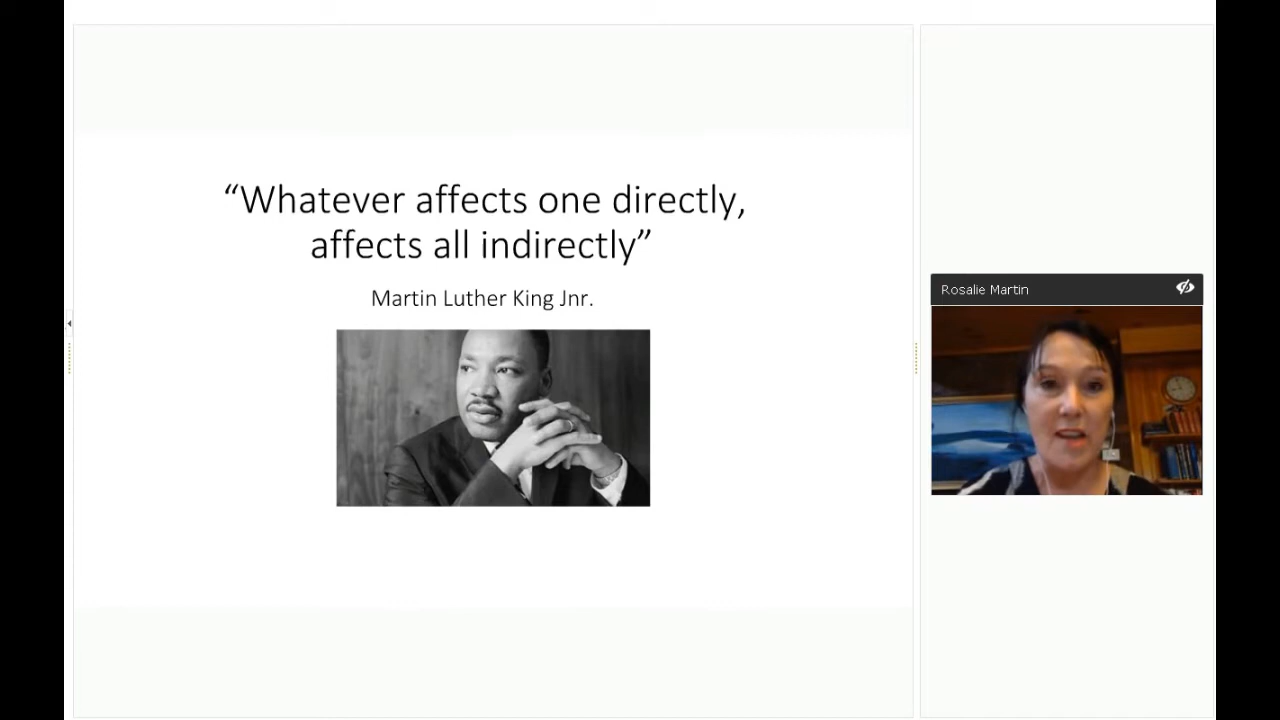 “Whatever affects one directly,
affects all indirectly”
Martin Luther King Jnr.
Rosalie Martin